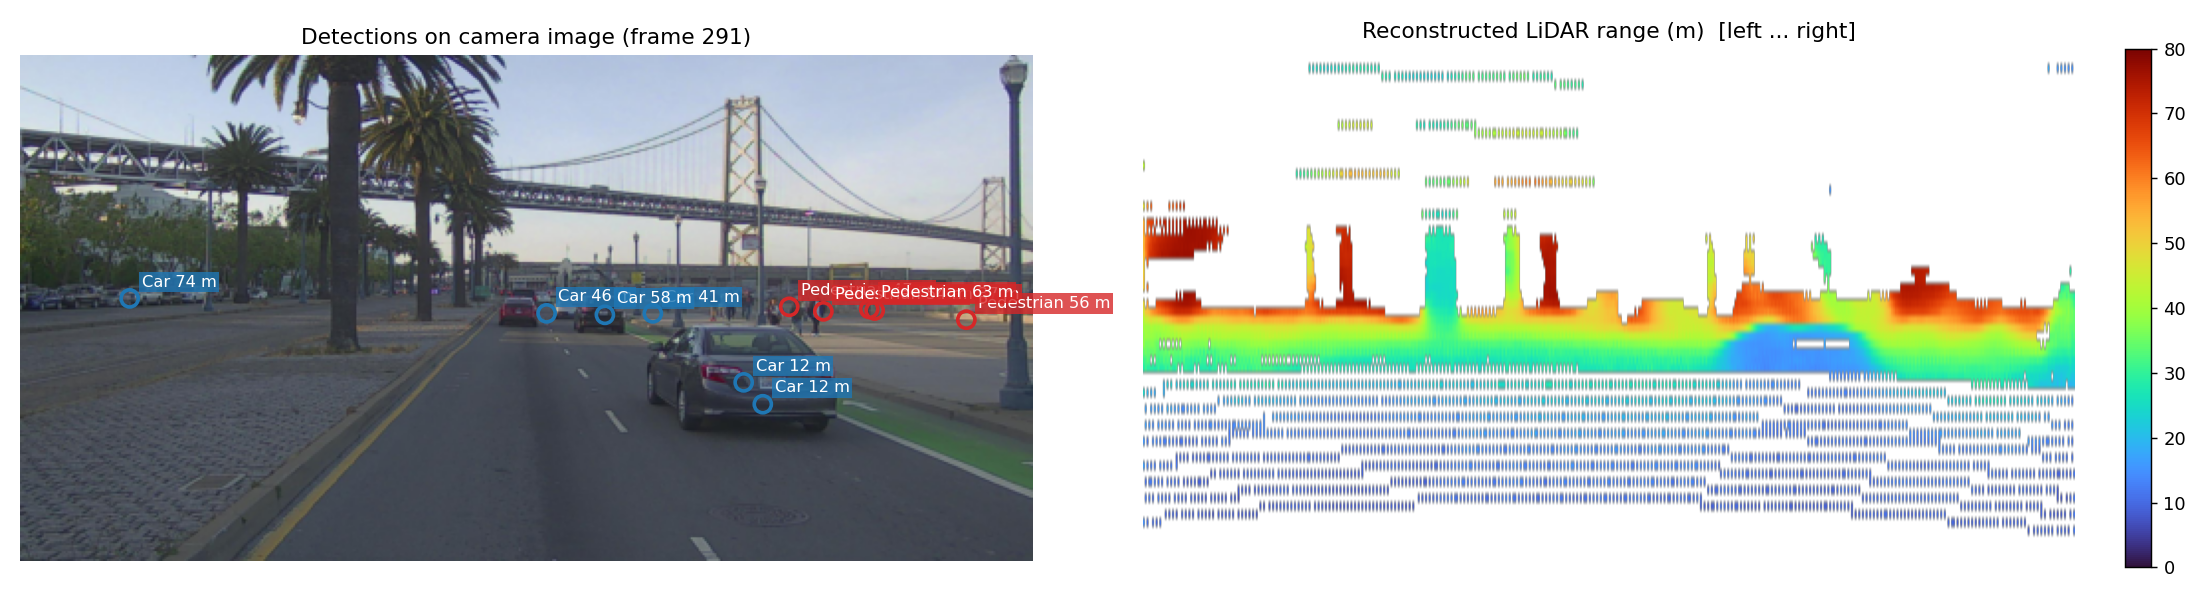 Detections on camera image (frame 291)
Reconstructed LiDAR range (m) [left ... right]
Car 74 m
Car 46
Car 58 m
41 m
Pedestrian 63 m
Pedestrian 56 m
Car 12 m
Car 12 m
80
70
60
50
40
30
20
10
0